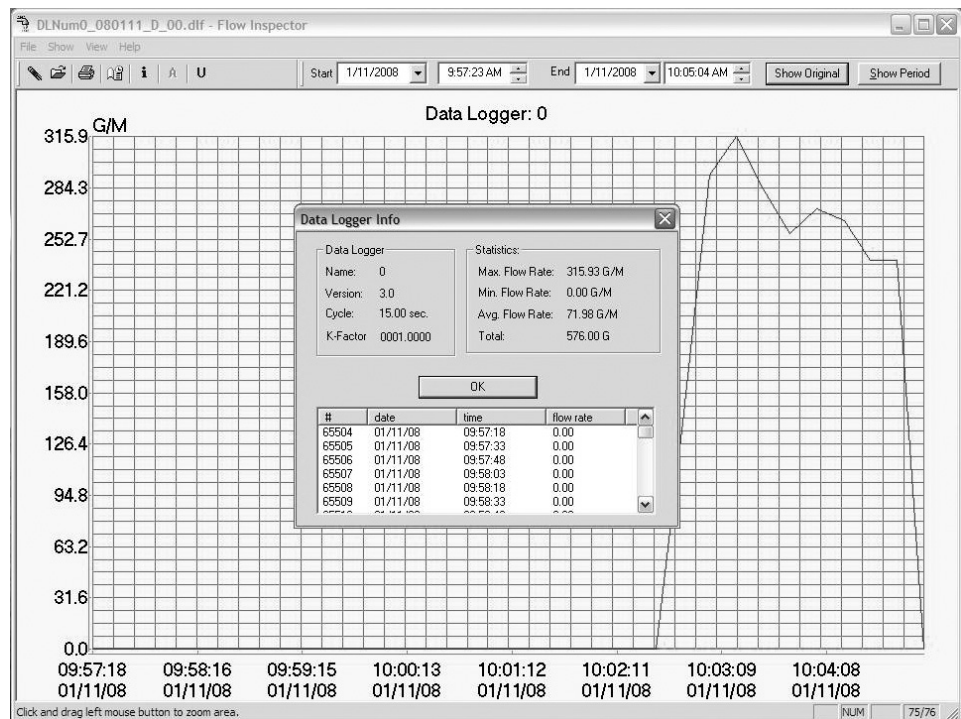 DLNum0_080111_D_00.dlf - Flow Inspector
File Show View Help
i A U Start 1/11/2008 9:57:23 AM End 1/11/2008 10:05:04 AM Show Original Show Period
Data Logger: 0
G/M
315.9
284.3
252.7
221.2
189.6
158.0
126.4
94.8
63.2
31.6
0.0
Data Logger Info
Data Logger
Name: 0
Version: 3.0
Cycle: 15.00 sec.
K-Factor 0001.0000
Statistics:
Max. Flow Rate: 315.93 G/M
Min. Flow Rate: 0.00 G/M
Avg. Flow Rate: 71.98 G/M
Total: 576.00 G
OK
# date time flow rate
65504 01/11/08 09:57:18 0.00
65505 01/11/08 09:57:33 0.00
65506 01/11/08 09:57:48 0.00
65507 01/11/08 09:58:03 0.00
65508 01/11/08 09:58:18 0.00
65509 01/11/08 09:58:33 0.00
09:57:18 09:58:16 09:59:15 10:00:13 10:01:12 10:02:11 10:03:09 10:04:08
01/11/08 01/11/08 01/11/08 01/11/08 01/11/08 01/11/08 01/11/08 01/11/08
Click and drag left mouse button to zoom area. NUM 75/76